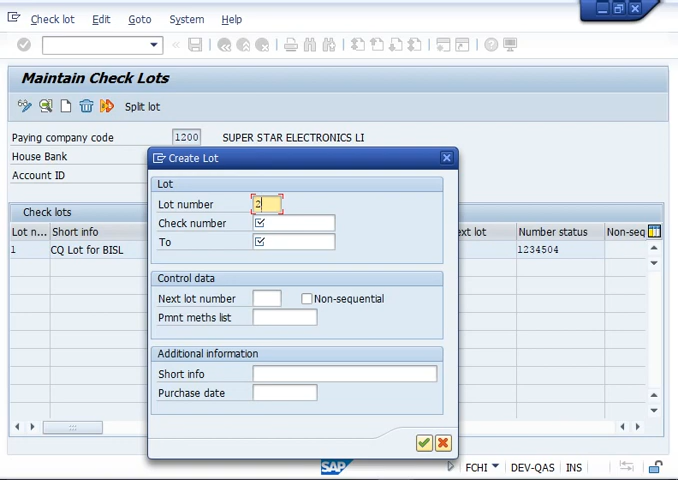 Check lot Edit Goto System Help
Maintain Check Lots
Split lot
Paying company code 1200 SUPER STAR ELECTRONICS LI
House Bank
Account ID
Create Lot
Lot
Lot number 2
Check number
To
Control data
Next lot number Non-sequential
Pmnt meths list
Additional information
Short info
Purchase date
Check lots
Lot n... Short info ext lot Number status Non-seq
1 CQ Lot for BISL 1234504
SAP FCHI DEV-QAS INS